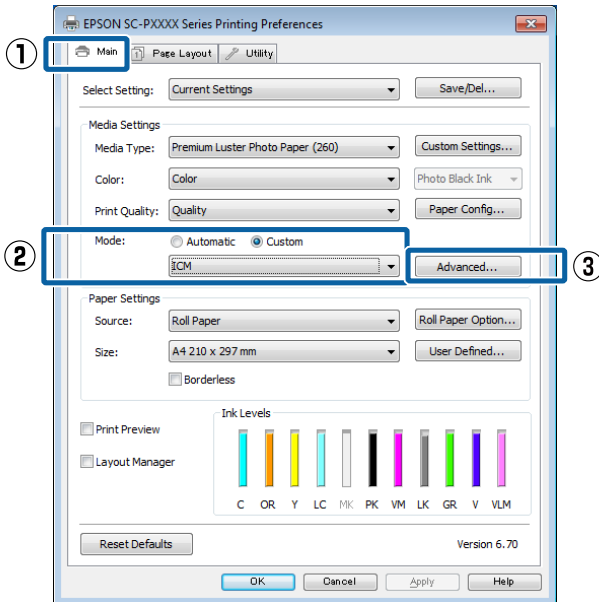 EPSON SC-PXXXX Series Printing Preferences
① Main Page Layout Utility
Select Setting: Current Settings Save/Del...
Media Settings
Media Type: Premium Luster Photo Paper (260) Custom Settings...
Color: Color Photo Black Ink
Print Quality: Quality Paper Config...
Mode: Automatic Custom
② ICM Advanced... ③
Paper Settings
Source: Roll Paper Roll Paper Option...
Size: A4 210 x 297 mm User Defined...
Borderless
Ink Levels
Print Preview
Layout Manager
C OR Y LC MK PK VM LK GR V VLM
Reset Defaults Version 6.70
OK Cancel Apply Help